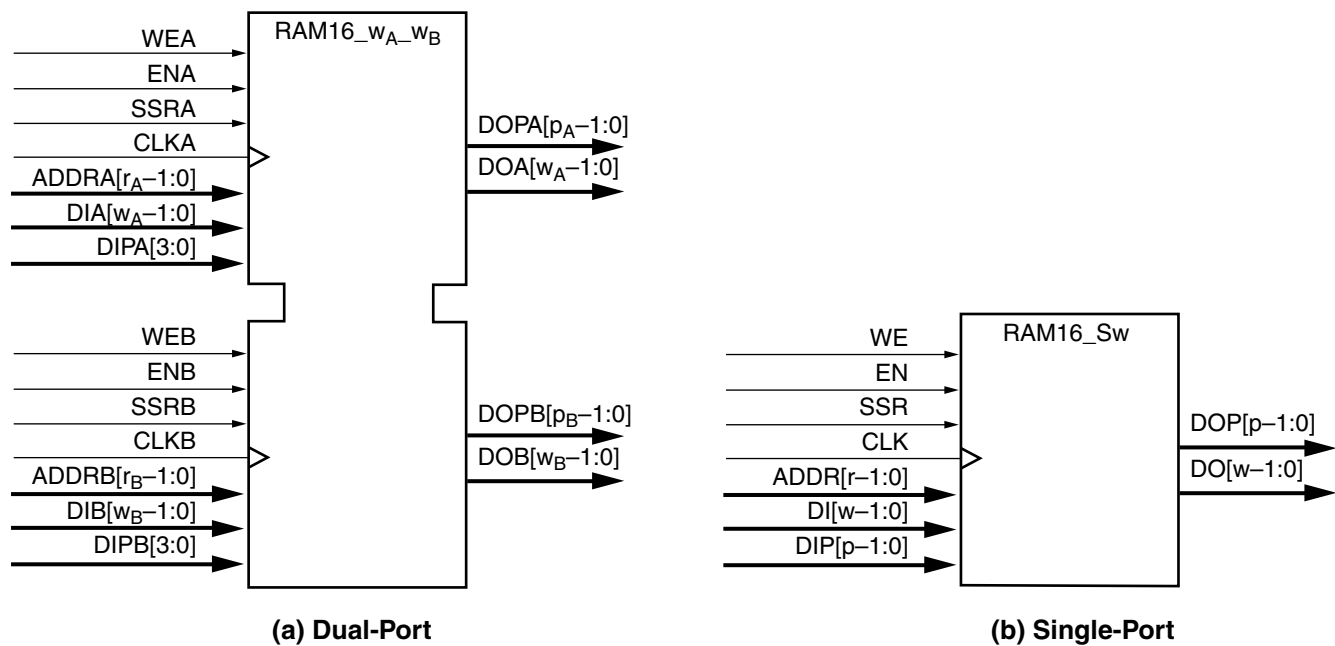 RAM16_wA_wB
WEA
ENA
SSRA
CLKA
ADDRA[rA–1:0]
DIA[wA–1:0]
DIPA[3:0]
DOPA[pA–1:0]
DOA[wA–1:0]
WEB
ENB
SSRB
CLKB
ADDRB[rB–1:0]
DIB[wB–1:0]
DIPB[3:0]
DOPB[pB–1:0]
DOB[wB–1:0]
(a) Dual-Port
RAM16_Sw
WE
EN
SSR
CLK
ADDR[r–1:0]
DI[w–1:0]
DIP[p–1:0]
DOP[p–1:0]
DO[w–1:0]
(b) Single-Port